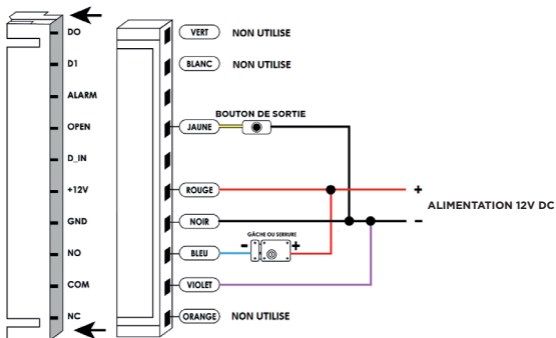 DO
VERT NON UTILISE
D1
BLANC NON UTILISE
ALARM
BOUTON DE SORTIE
OPEN
JAUNE
D_IN
+12V
ROUGE
+
ALIMENTATION 12V DC
GND
NOIR
-
GÂCHE OU SERRURE
NO
BLEU
- +
COM
VIOLET
NC
ORANGE NON UTILISE